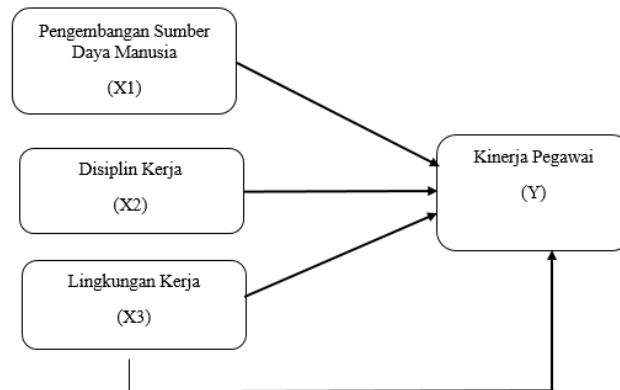 Pengembangan Sumber
Daya Manusia
(X1)
Disiplin Kerja
(X2)
Lingkungan Kerja
(X3)
Kinerja Pegawai
(Y)